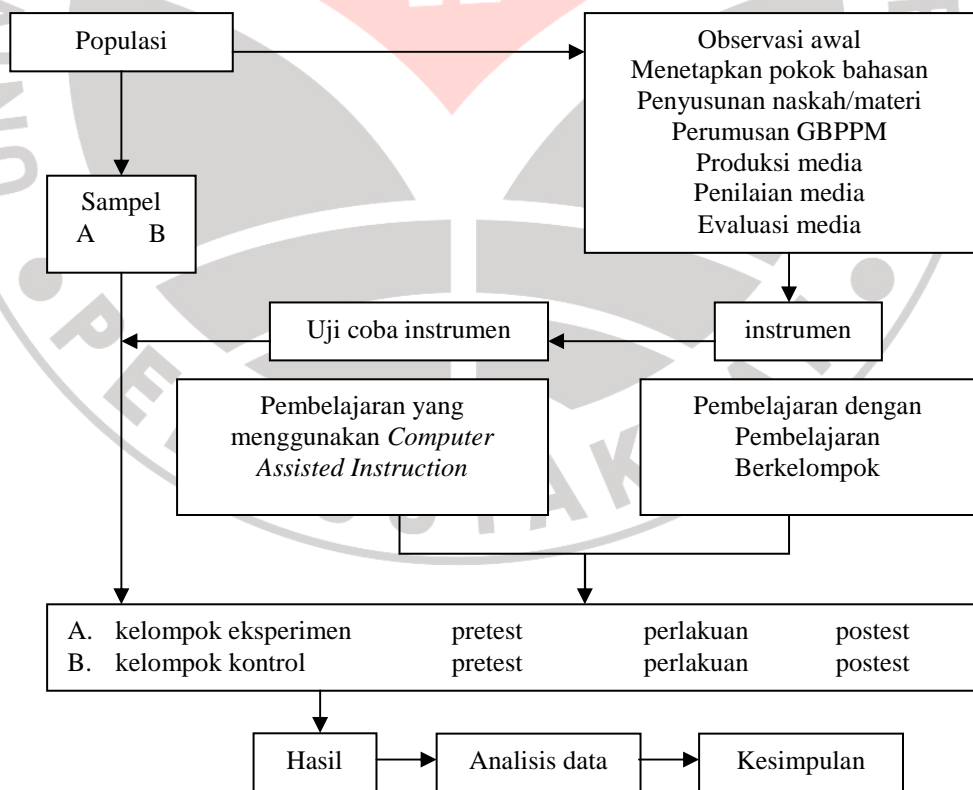 Populasi
Observasi awal
Menetapkan pokok bahasan
Penyusunan naskah/materi
Perumusan GBPPM
Produksi media
Penilaian media
Evaluasi media
Sampel
A B
Uji coba instrumen
instrumen
Pembelajaran yang
menggunakan Computer
Assisted Instruction
Pembelajaran dengan
Pembelajaran
Berkelompok
A. kelompok eksperimen pretest perlakuan postest
B. kelompok kontrol pretest perlakuan postest
Hasil
Analisis data
Kesimpulan